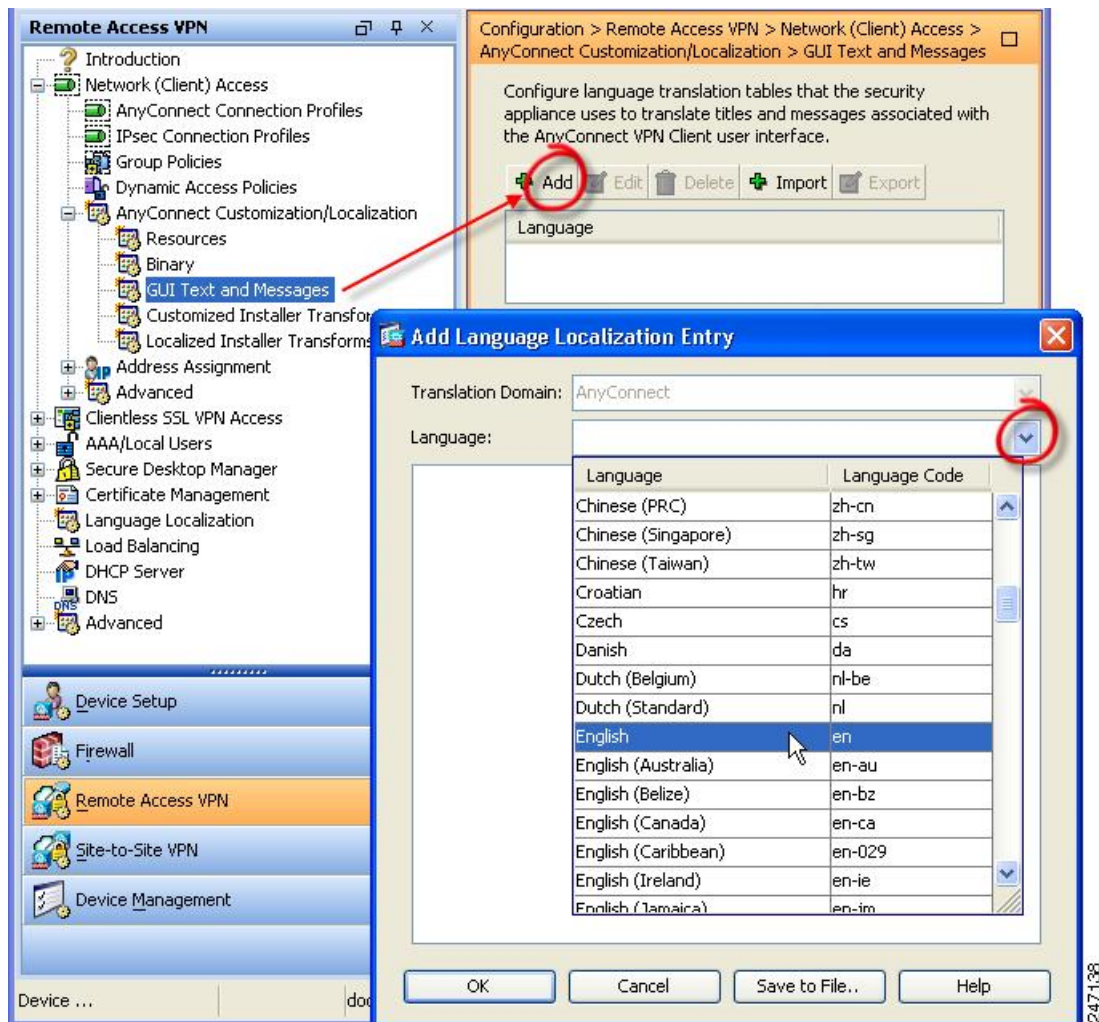 Remote Access VPN
Introduction
Network (Client) Access
AnyConnect Connection Profiles
IPsec Connection Profiles
Group Policies
Dynamic Access Policies
AnyConnect Customization/Localization
Resources
Binary
GUI Text and Messages
Customized Installer Transfor
Localized Installer Transforms
Address Assignment
Advanced
Clientless SSL VPN Access
AAA/Local Users
Secure Desktop Manager
Certificate Management
Language Localization
Load Balancing
DHCP Server
DNS
Advanced
Device Setup
Firewall
Remote Access VPN
Site-to-Site VPN
Device Management
Device ...
doc
Configuration > Remote Access VPN > Network (Client) Access >
AnyConnect Customization/Localization > GUI Text and Messages
Configure language translation tables that the security
appliance uses to translate titles and messages associated with
the AnyConnect VPN Client user interface.
Add Edit Delete Import Export
Language
Add Language Localization Entry
Translation Domain: AnyConnect
Language:
Language Language Code
Chinese (PRC) zh-cn
Chinese (Singapore) zh-sg
Chinese (Taiwan) zh-tw
Croatian hr
Czech cs
Danish da
Dutch (Belgium) nl-be
Dutch (Standard) nl
English en
English (Australia) en-au
English (Belize) en-bz
English (Canada) en-ca
English (Caribbean) en-029
English (Ireland) en-ie
English (Jamaica) en-jm
OK Cancel Save to File.. Help
247138